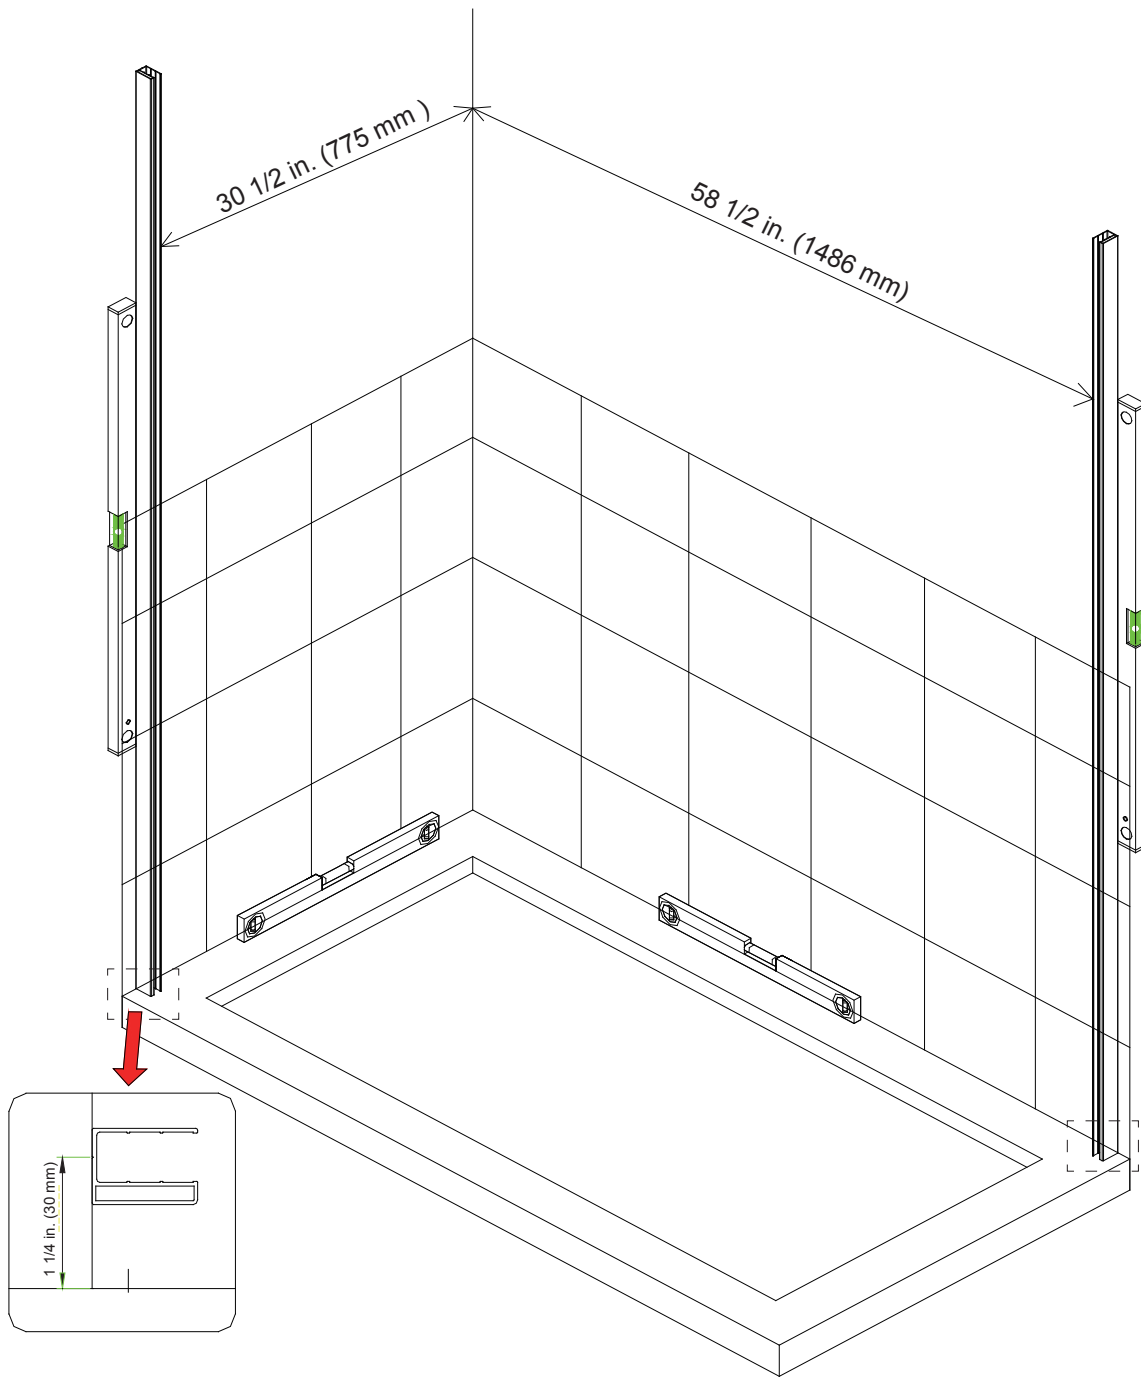 30 1/2 in. (775 mm )
58 1/2 in. (1486 mm)
1 1/4 in. (30 mm)